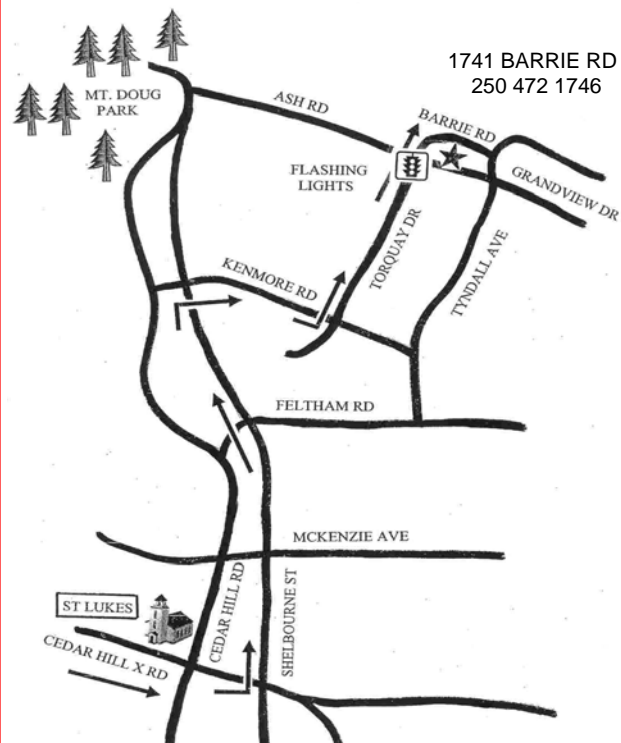 1741 BARRIE RD
250 472 1746
MT. DOUG
PARK
ASH RD
BARRIE RD
FLASHING
LIGHTS
GRANDVIEW DR
TORQUAY DR
TYNDALL AVE
KENMORE RD
FELTHAM RD
MCKENZIE AVE
CEDAR HILL RD
SHELBOURNE ST
ST LUKES
CEDAR HILL X RD